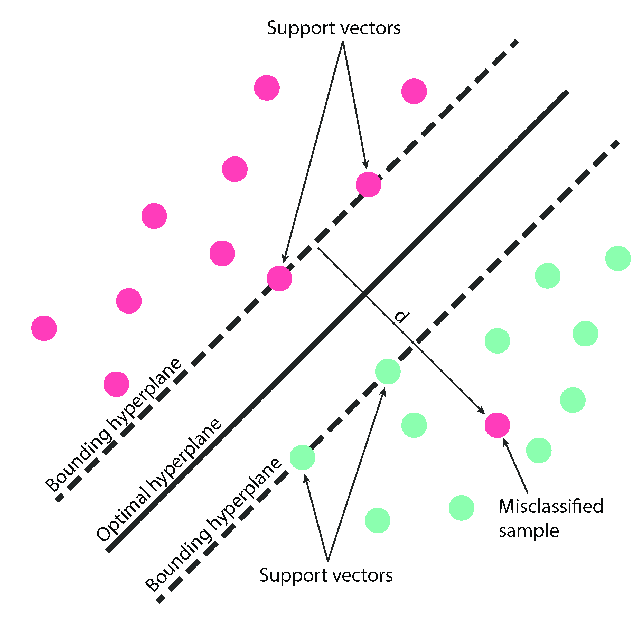 Support vectors
Bounding hyperplane
Optimal hyperplane
Bounding hyperplane
d
Misclassified
sample
Support vectors